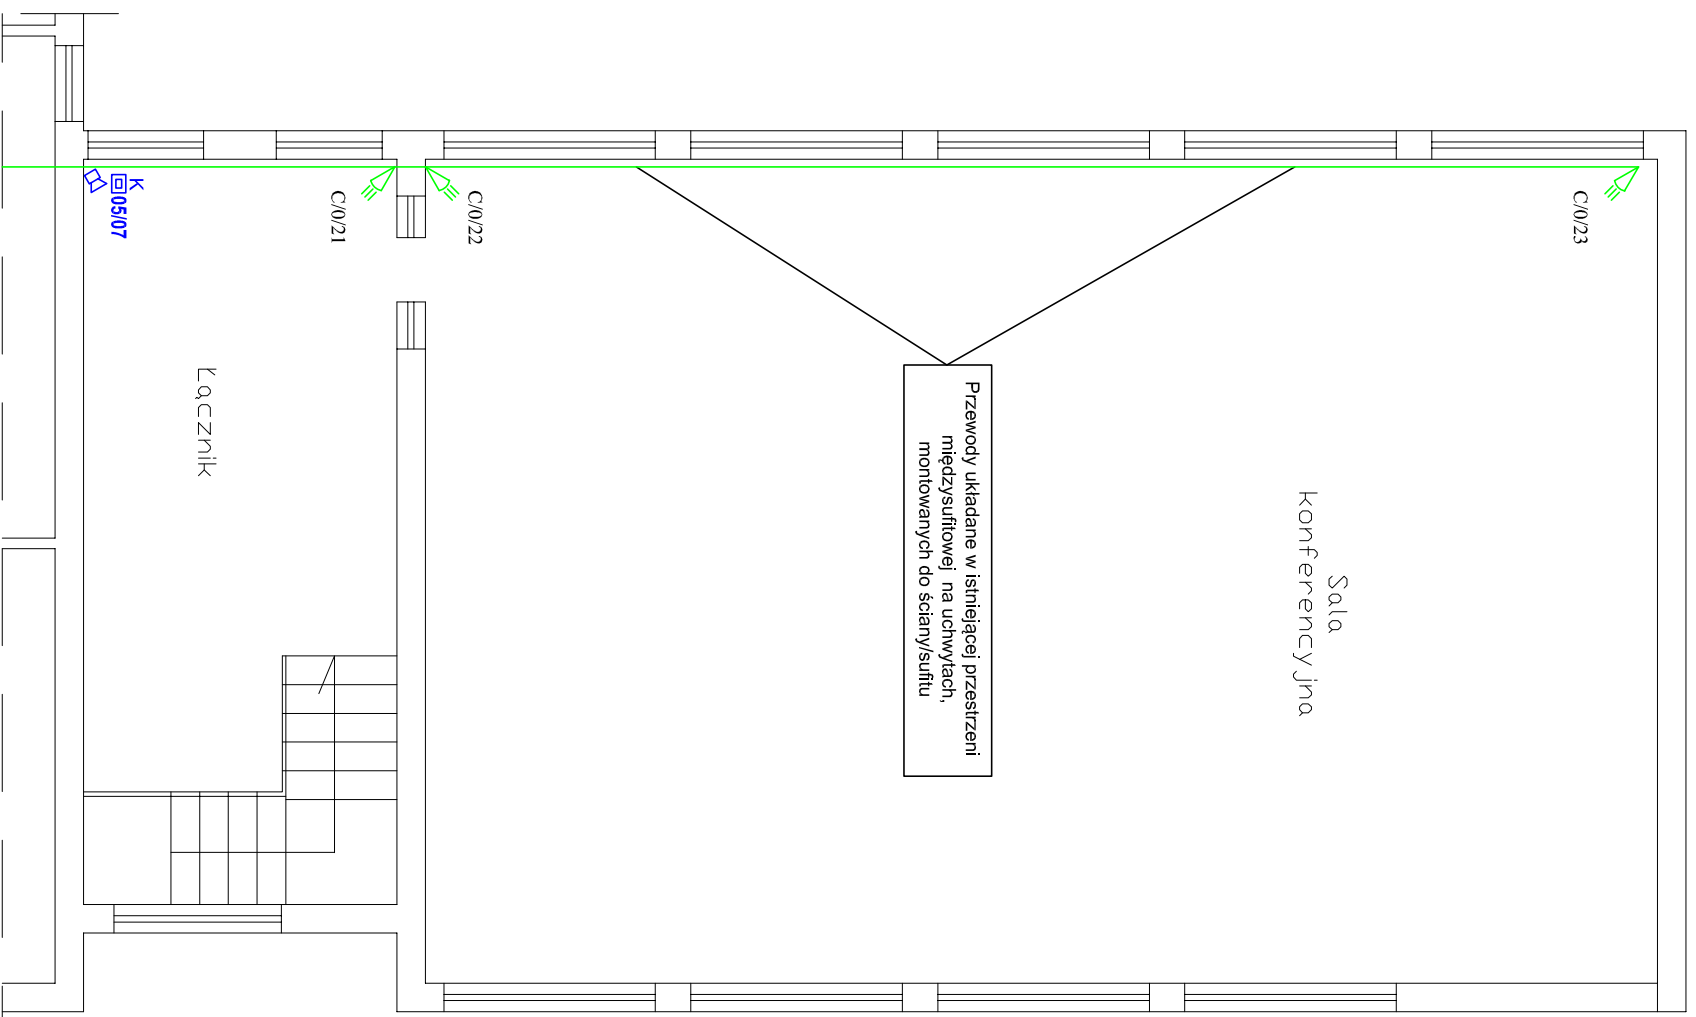 C/0/23
C/0/22
C/0/21
K
05/07
Przewody układane w istniejącej przestrzeni
międzysufitowej na uchwytach,
montowanych do ściany/sufitu
Sala
konferencyjna
Łącznik